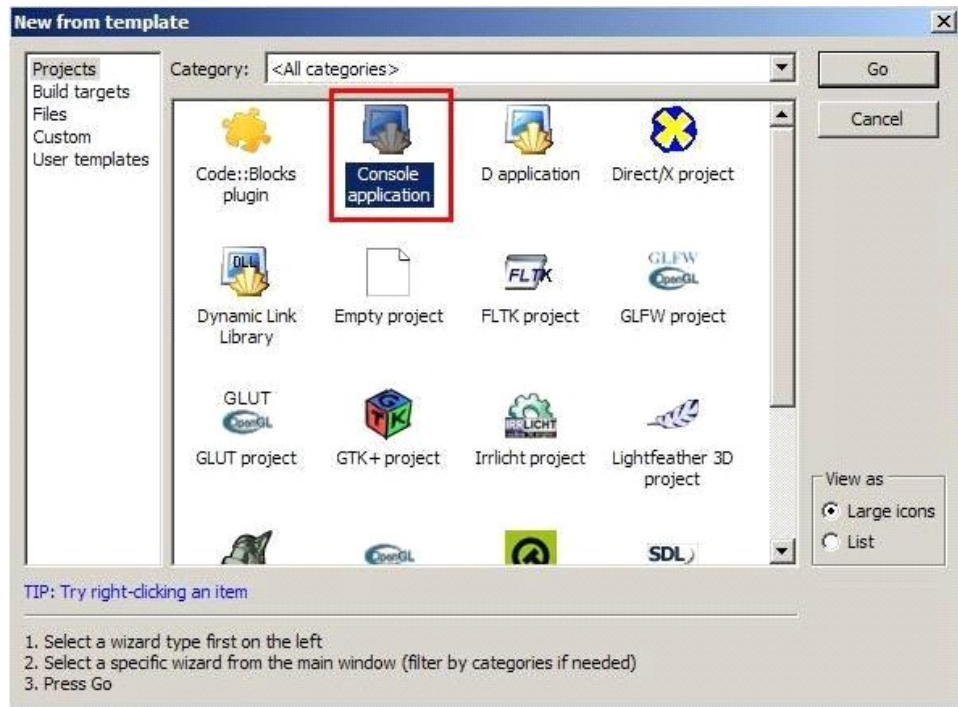 New from template
Projects
Build targets
Files
Custom
User templates
Category: <All categories>
Go
Cancel
Code::Blocks
plugin
Console
application
D application
Direct/X project
DLL
Dynamic Link
Library
Empty project
FLTK
FLTK project
GLFW
OpenGL
GLFW project
GLUT
OpenGL
GLUT project
GTK
GTK+ project
IRRLICHT
Irrlicht project
Lightfeather 3D
project
OpenGL
SDL
View as
Large icons
List
TIP: Try right-clicking an item
1. Select a wizard type first on the left
2. Select a specific wizard from the main window (filter by categories if needed)
3. Press Go